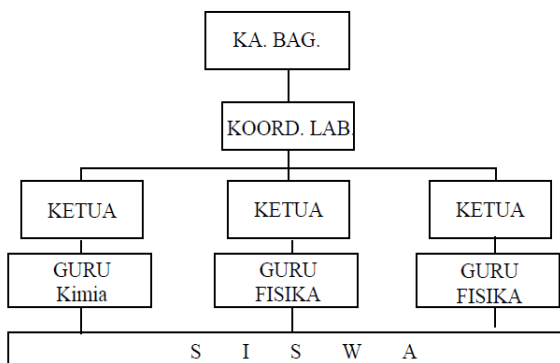 KA. BAG.
KOORD. LAB.
KETUA
KETUA
KETUA
GURU
Kimia
GURU
FISIKA
GURU
FISIKA
S I S W A